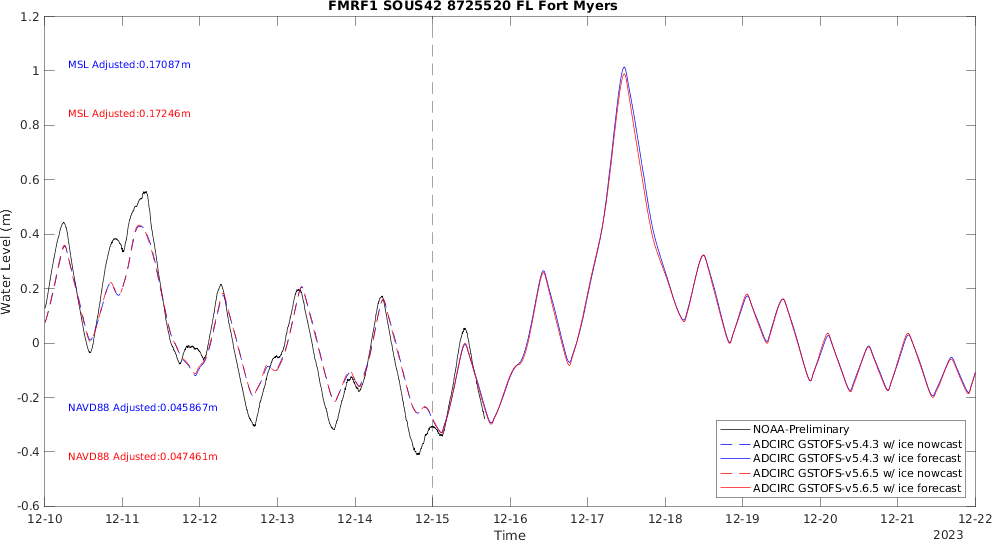 FMRF1 SOUS42 8725520 FL Fort Myers
1.2
1
0.8
0.6
0.4
0.2
0
-0.2
-0.4
-0.6
Water Level (m)
MSL Adjusted:0.17087m
MSL Adjusted:0.17246m
NAVD88 Adjusted:0.045867m
NAVD88 Adjusted:0.047461m
NOAA-Preliminary
ADCIRC GSTOFS-v5.4.3 w/ ice nowcast
ADCIRC GSTOFS-v5.4.3 w/ ice forecast
ADCIRC GSTOFS-v5.6.5 w/ ice nowcast
ADCIRC GSTOFS-v5.6.5 w/ ice forecast
12-10 12-11 12-12 12-13 12-14 12-15 12-16 12-17 12-18 12-19 12-20 12-21 12-22
Time
2023